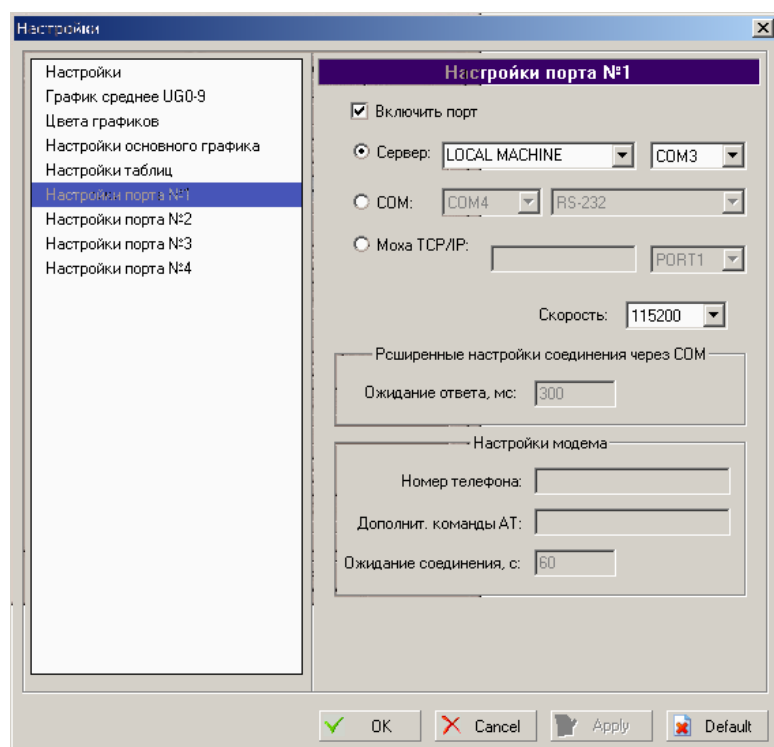 Настройки
Настройки
График среднее UG0-9
Цвета графиков
Настройки основного графика
Настройки таблиц
Настройки порта №1
Настройки порта №2
Настройки порта №3
Настройки порта №4
Настройки порта №1
Включить порт
Сервер: LOCAL MACHINE COM3
COM: COM4 RS-232
Моха TCP/IP: PORT1
Скорость: 115200
Рсширенные настройки соединения через COM
Ожидание ответа, мс: 300
Настройки модема
Номер телефона:
Дополнит. команды АТ:
Ожидание соединения, с: 60
OK Cancel Apply Default